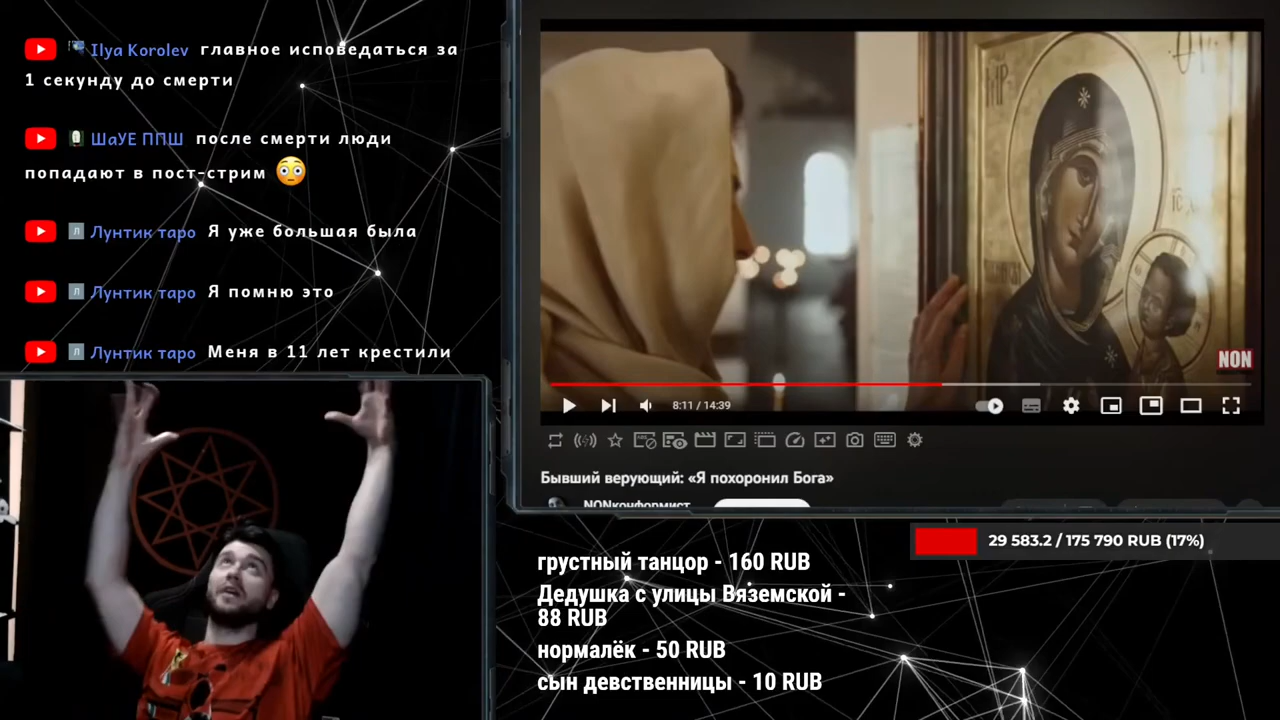 Ilya Korolev главное исповедаться за
1 секунду до смерти
ШаУЕ ППШ после смерти люди
попадают в пост-стрим
Лунтик таро Я уже большая была
Лунтик таро Я помню это
Лунтик таро Меня в 11 лет крестили
NON
8:11 / 14:39
Бывший верующий: «Я похоронил Бога»
NONконформист
29 583.2 / 175 790 RUB (17%)
грустный танцор - 160 RUB
Дедушка с улицы Вяземской -
88 RUB
нормалёк - 50 RUB
сын девственницы - 10 RUB